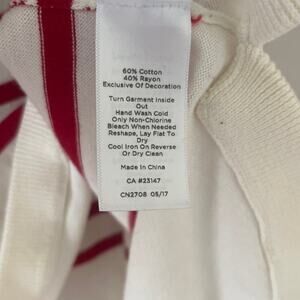 60% Cotton
40% Rayon
Exclusive Of Decoration
Turn Garment Inside
Out
Hand Wash Cold
Only Non-Chlorine
Bleach When Needed
Reshape, Lay Flat To
Dry
Cool Iron On Reverse
Or Dry Clean
Made In China
CA #23147
CN2708 05/17